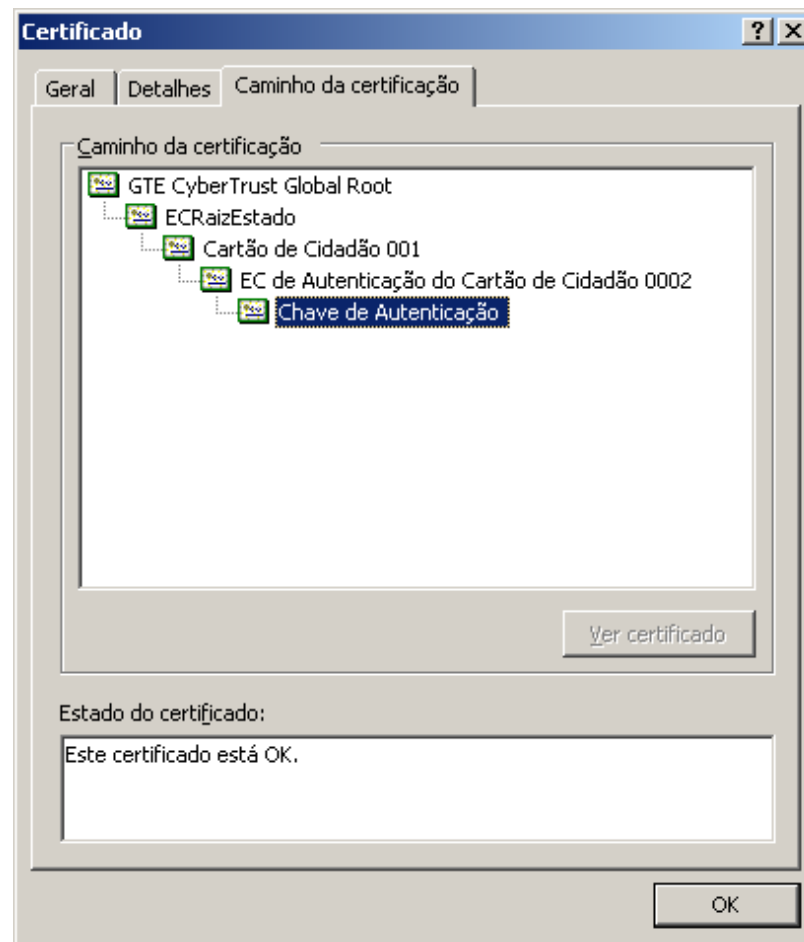 Certificado
Geral Detalhes Caminho da certificação
Caminho da certificação
GTE CyberTrust Global Root
ECRaizEstado
Cartão de Cidadão 001
EC de Autenticação do Cartão de Cidadão 0002
Chave de Autenticação
Ver certificado
Estado do certificado:
Este certificado está OK.
OK